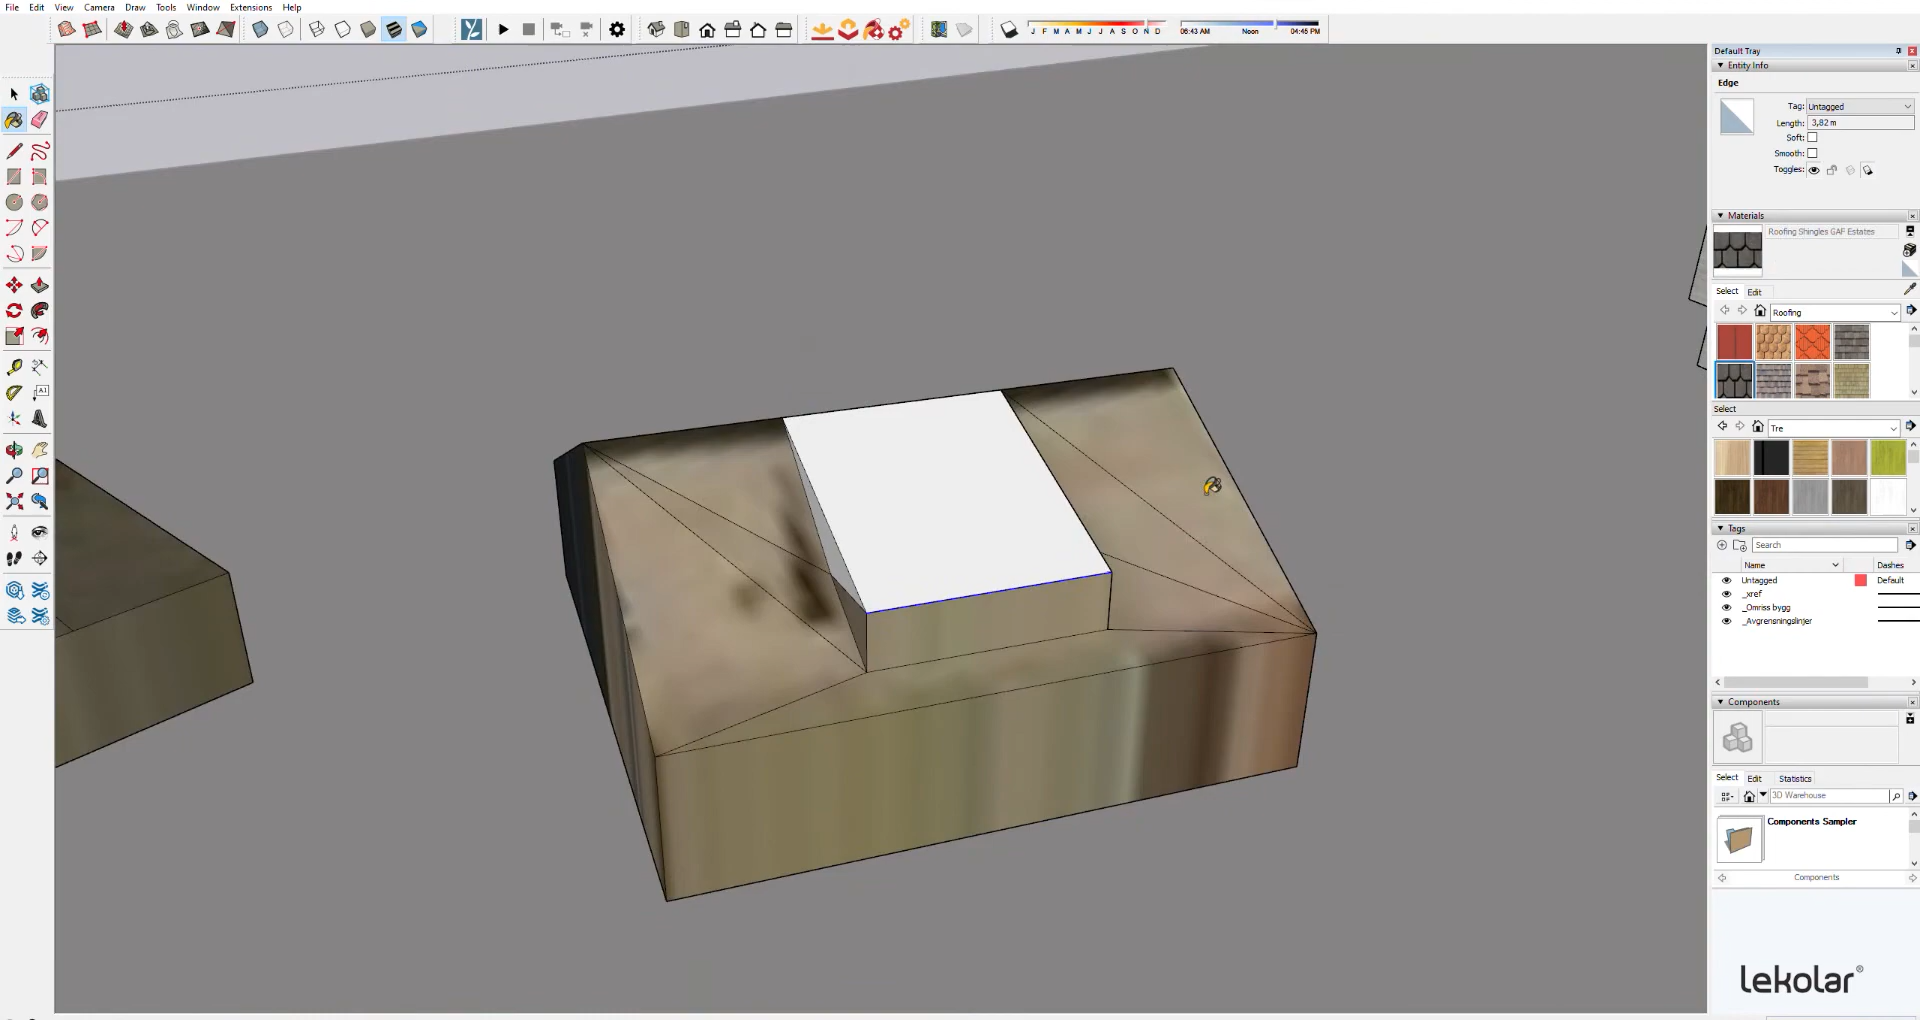 File Edit View Camera Draw Tools Window Extensions Help
J F M A M J J A S O N D 06:43 AM Noon 04:45 PM
Default Tray
Entity Info
Edge
Tag: Untagged
Length: 3,82 m
Soft:
Smooth:
Toggles:
Materials
Roofing Shingles GAF Estates
Select Edit
Roofing
Select
Tre
Tags
Search
Name Dashes
Untagged Default
_xref
_Omriss bygg
_Avgrensningslinjer
Components
Select Edit Statistics
3D Warehouse
Components Sampler
Components
lekolar®
A1